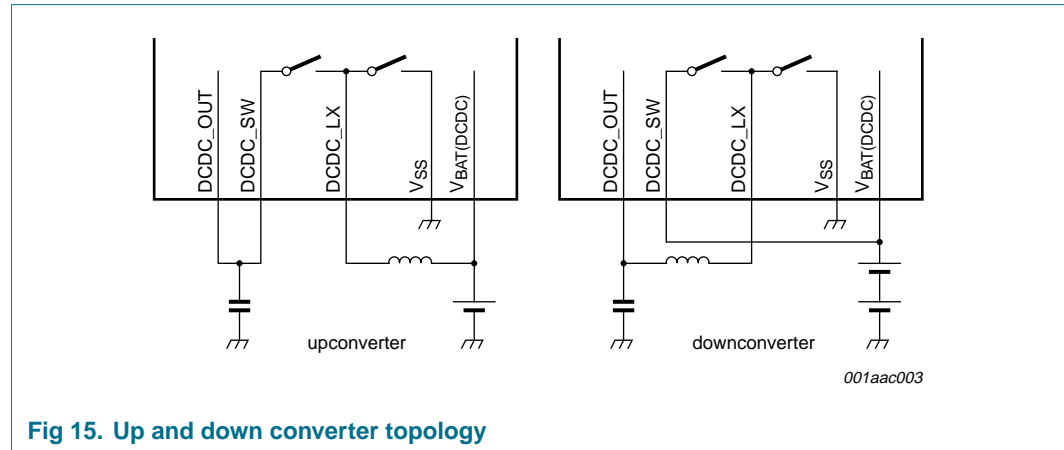 DCDC_OUT
DCDC_SW
DCDC_LX
VSS
VBAT(DCDC)
upconverter
DCDC_OUT
DCDC_SW
DCDC_LX
VSS
VBAT(DCDC)
downconverter
001aac003
Fig 15. Up and down converter topology